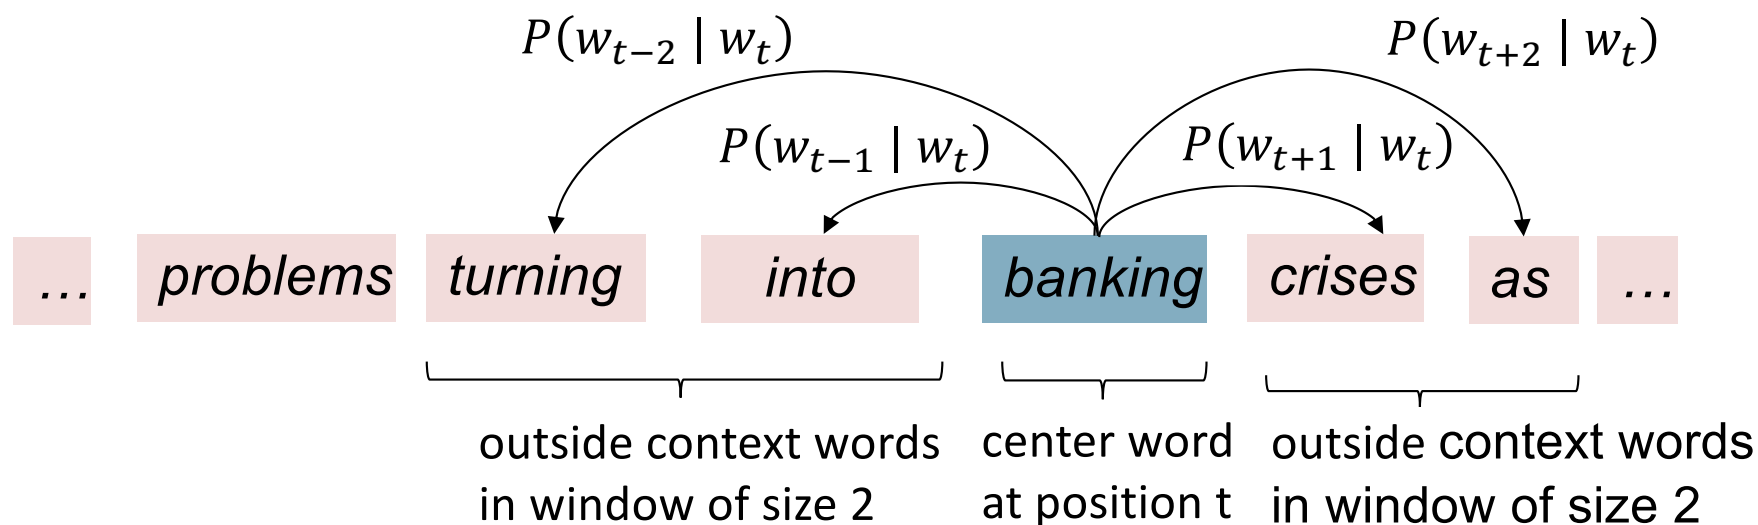 P(w_{t−2} | w_t) P(w_{t+2} | w_t)
P(w_{t−1} | w_t) P(w_{t+1} | w_t)
... problems turning into banking crises as ...
outside context words
in window of size 2
center word
at position t
outside context words
in window of size 2